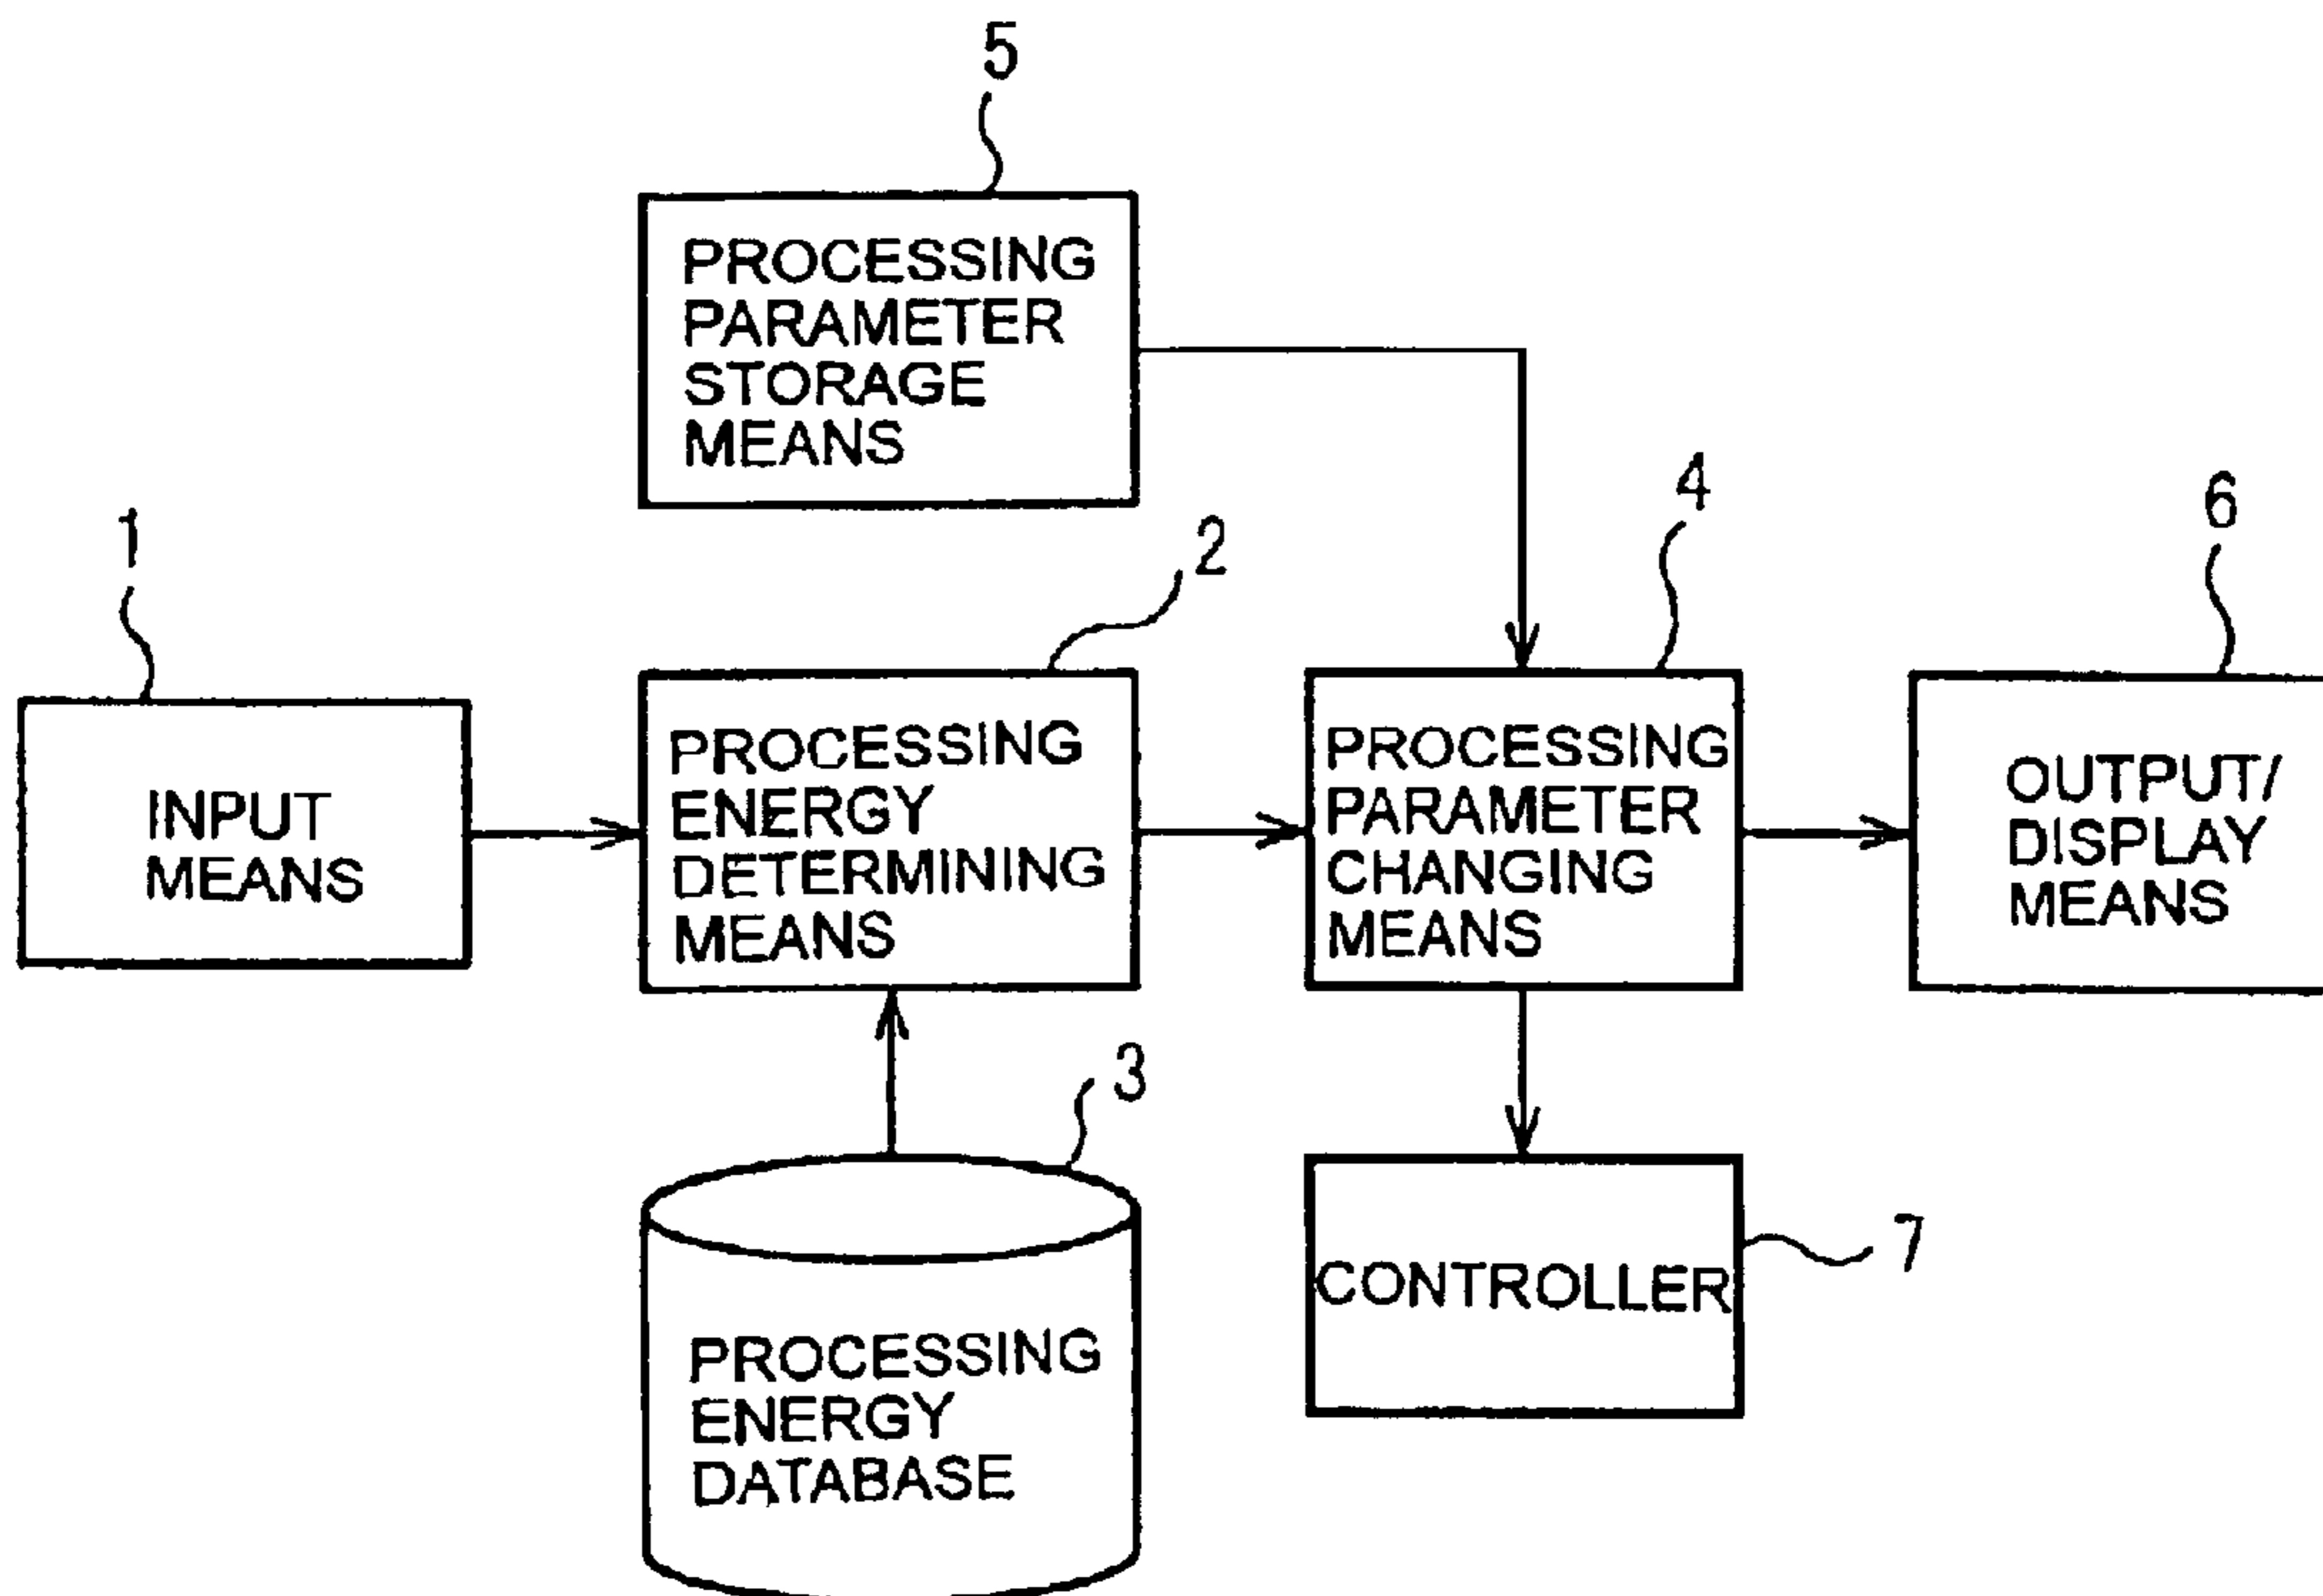 5
PROCESSING
PARAMETER
STORAGE
MEANS
1
2
4
6
INPUT
MEANS
PROCESSING
ENERGY
DETERMINING
MEANS
PROCESSING
PARAMETER
CHANGING
MEANS
OUTPUT/
DISPLAY
MEANS
3
PROCESSING
ENERGY
DATABASE
CONTROLLER
7